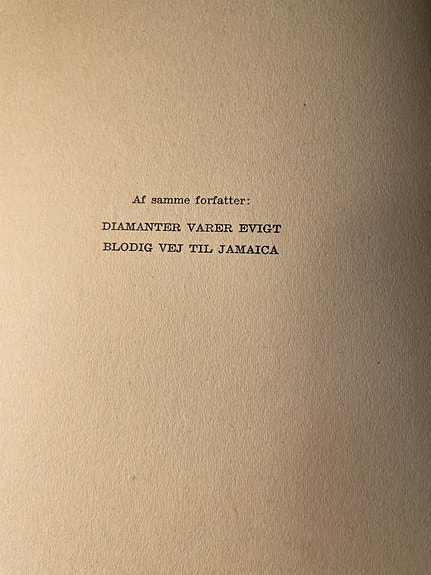 Af samme forfatter:
DIAMANTER VARER EVIGT
BLODIG VEJ TIL JAMAICA